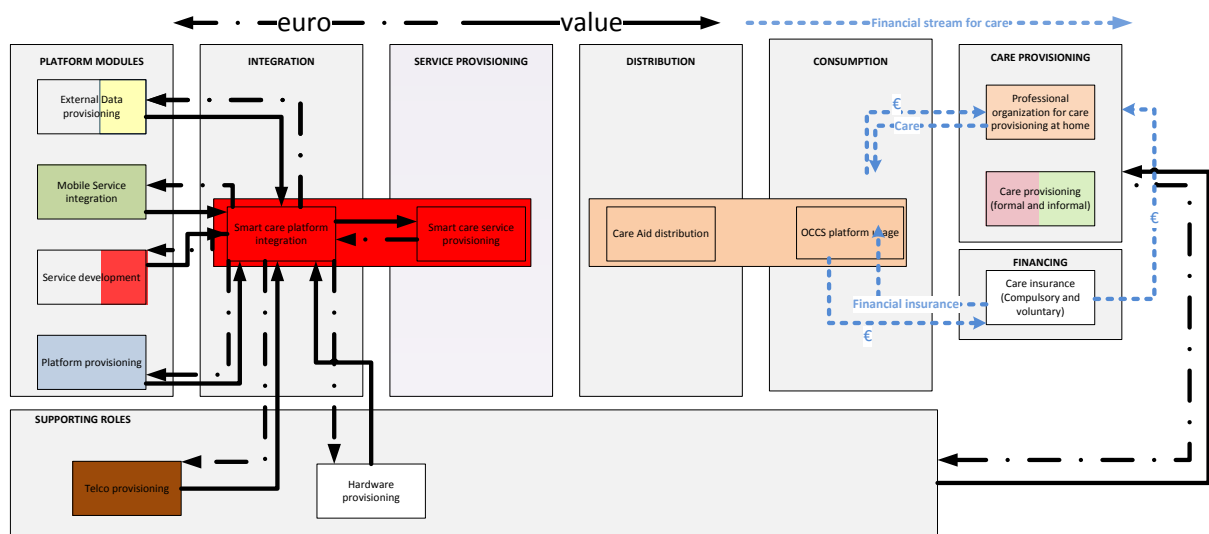 euro
value
Financial stream for care
PLATFORM MODULES
INTEGRATION
SERVICE PROVISIONING
DISTRIBUTION
CONSUMPTION
CARE PROVISIONING
External Data
provisioning
Mobile Service
integration
Service development
Platform provisioning
Smart care platform
integration
Smart care service
provisioning
Care Aid distribution
OCCS platform usage
€
Care
Professional
organization for care
provisioning at home
Care provisioning
(formal and informal)
€
FINANCING
Care insurance
(Compulsory and
voluntary)
Financial insurance
€
SUPPORTING ROLES
Telco provisioning
Hardware
provisioning